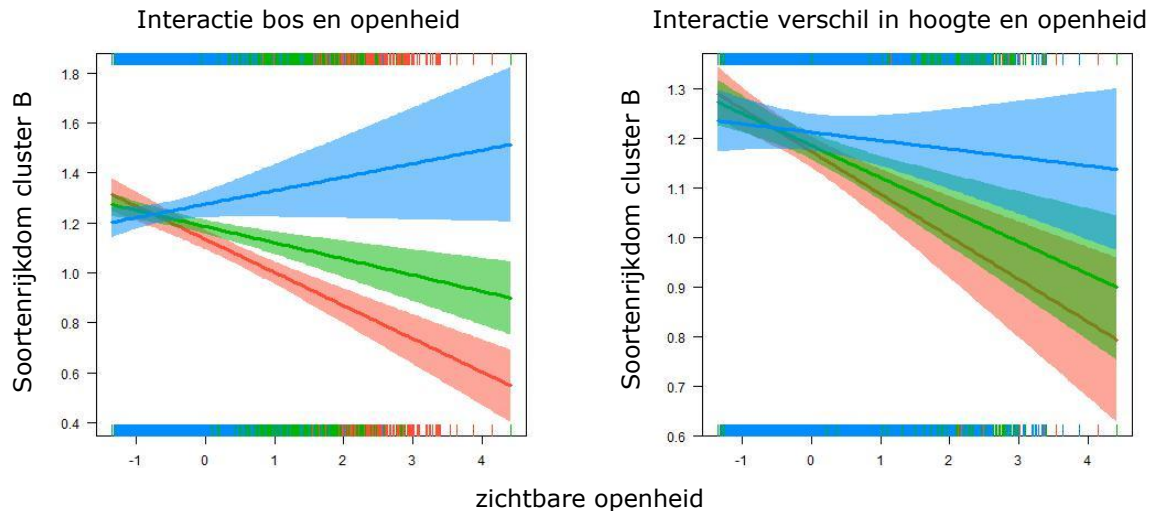 Interactie bos en openheid
Interactie verschil in hoogte en openheid
Soortenrijkdom cluster B
1.8
1.6
1.4
1.2
1.0
0.8
0.6
0.4
-1 0 1 2 3 4
Soortenrijkdom cluster B
1.3
1.2
1.1
1.0
0.9
0.8
0.7
0.6
-1 0 1 2 3 4
zichtbare openheid